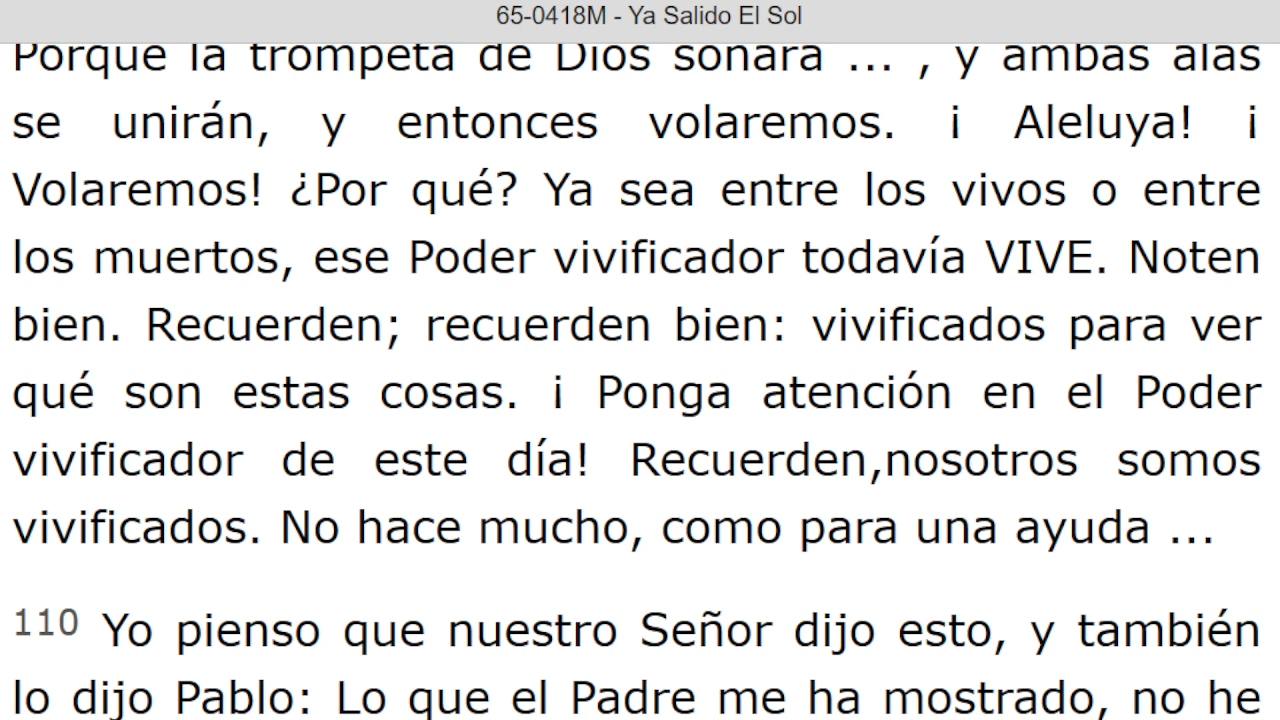 65-0418M - Ya Salido El Sol
Porque la trompeta de Dios sonará ... , y ambas alas
se unirán, y entonces volaremos. ¡ Aleluya! ¡
Volaremos! ¿Por qué? Ya sea entre los vivos o entre
los muertos, ese Poder vivificador todavía VIVE. Noten
bien. Recuerden; recuerden bien: vivificados para ver
qué son estas cosas. ¡ Ponga atención en el Poder
vivificador de este día! Recuerden,nosotros somos
vivificados. No hace mucho, como para una ayuda ...
110 Yo pienso que nuestro Señor dijo esto, y también
lo dijo Pablo: Lo que el Padre me ha mostrado, no he